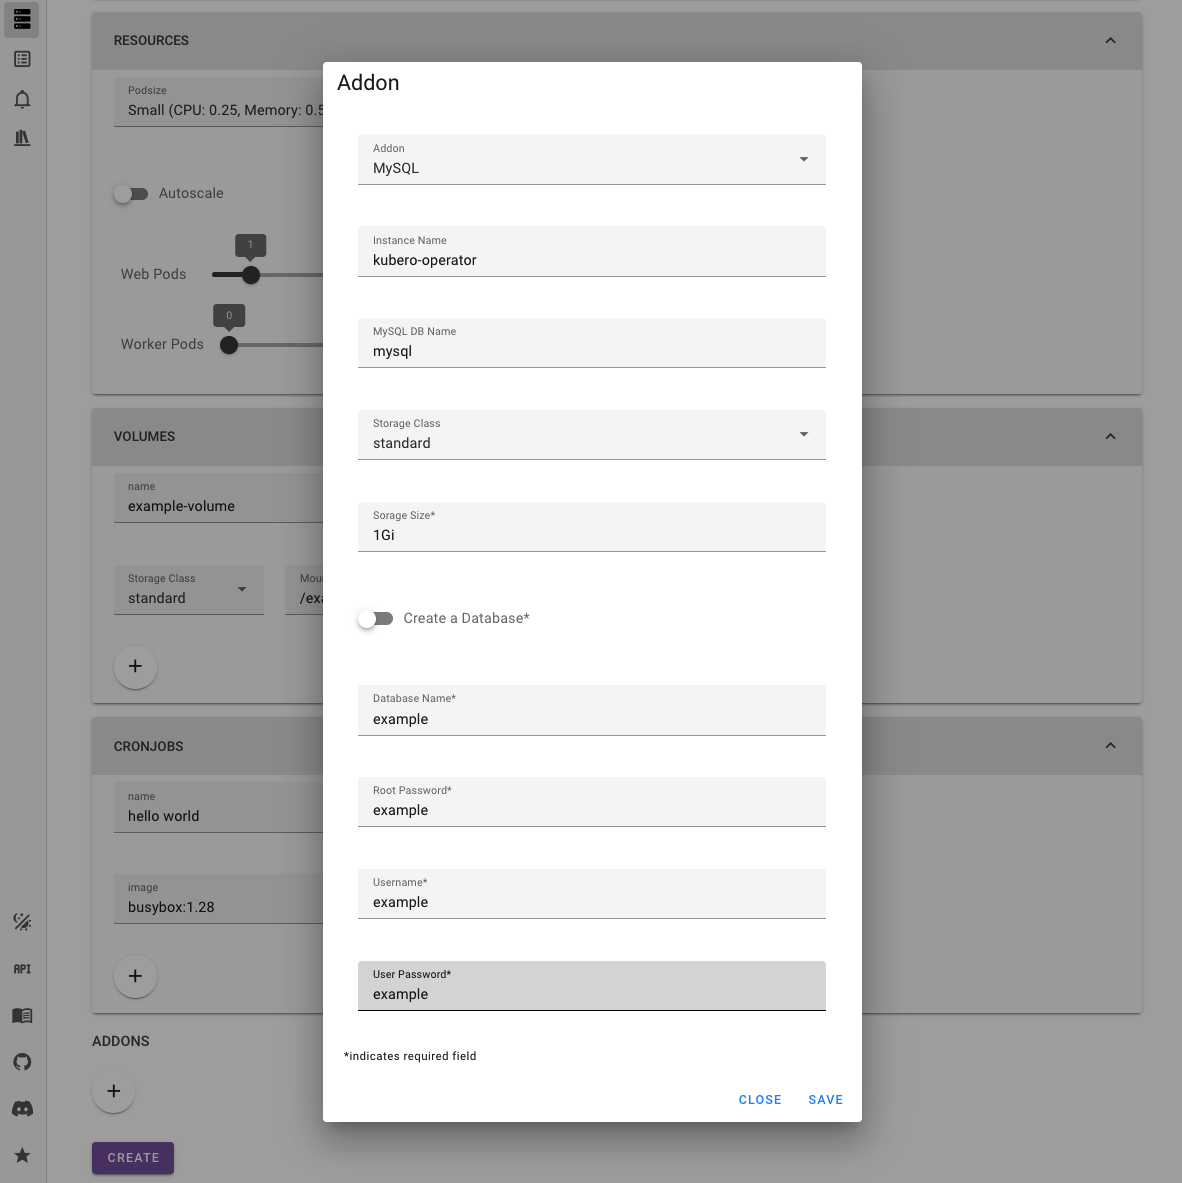 RESOURCES
Podsize
Small (CPU: 0.25, Memory: 0.5
Autoscale
1
Web Pods
0
Worker Pods
VOLUMES
name
example-volume
Storage Class
standard
Mou
/exa
CRONJOBS
name
hello world
image
busybox:1.28
ADDONS
CREATE
API
Addon
Addon
MySQL
Instance Name
kubero-operator
MySQL DB Name
mysql
Storage Class
standard
Sorage Size*
1Gi
Create a Database*
Database Name*
example
Root Password*
example
Username*
example
User Password*
example
*indicates required field
CLOSE
SAVE